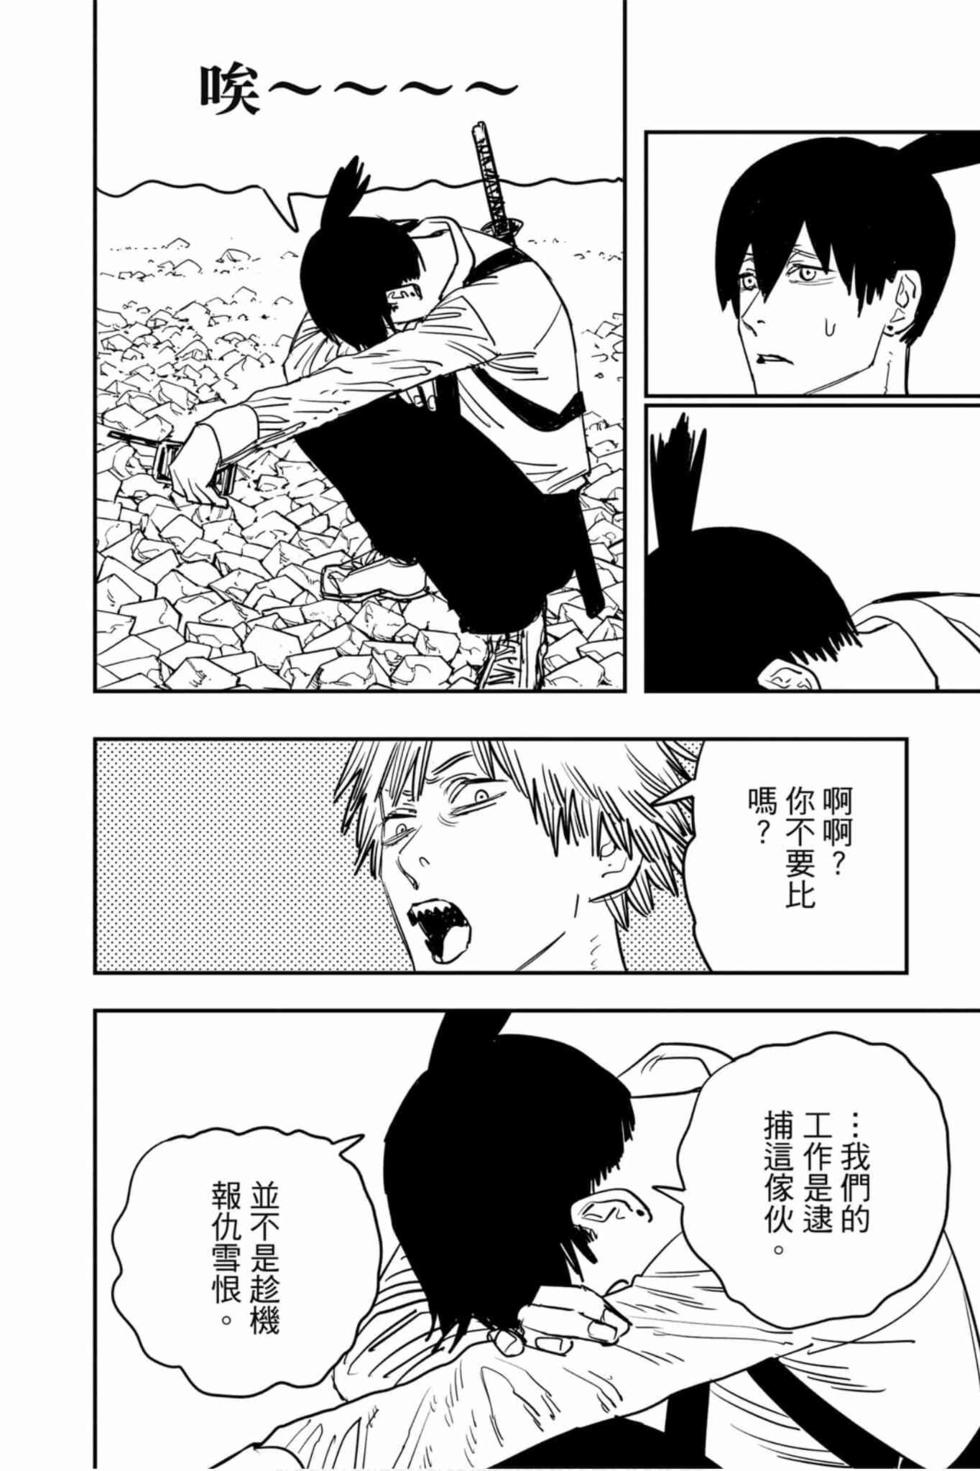 唉～～～～
啊啊？
你不要比
嗎？
…我們的
工作是逮
捕這傢伙。
並不是趁機
報仇雪恨。